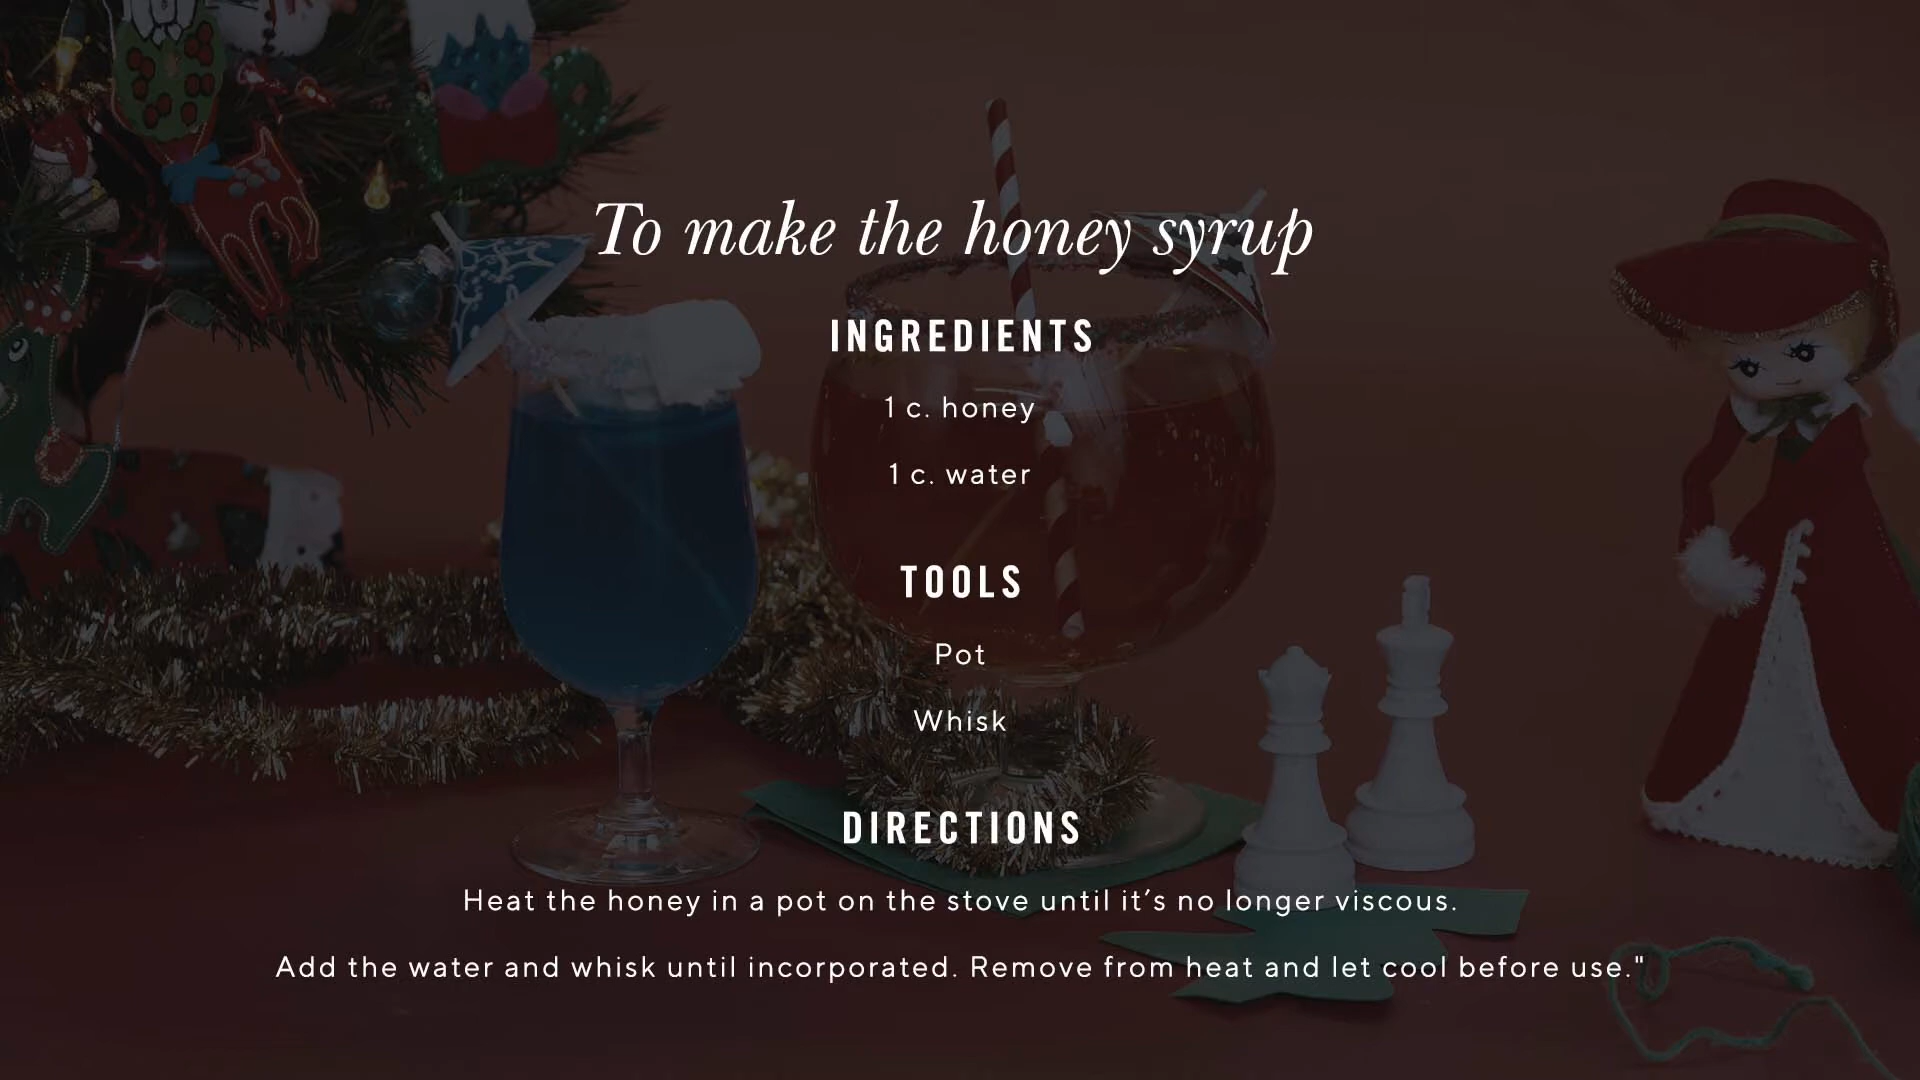 To make the honey syrup
INGREDIENTS
1 c. honey
1 c. water
TOOLS
Pot
Whisk
DIRECTIONS
Heat the honey in a pot on the stove until it’s no longer viscous.
Add the water and whisk until incorporated. Remove from heat and let cool before use."